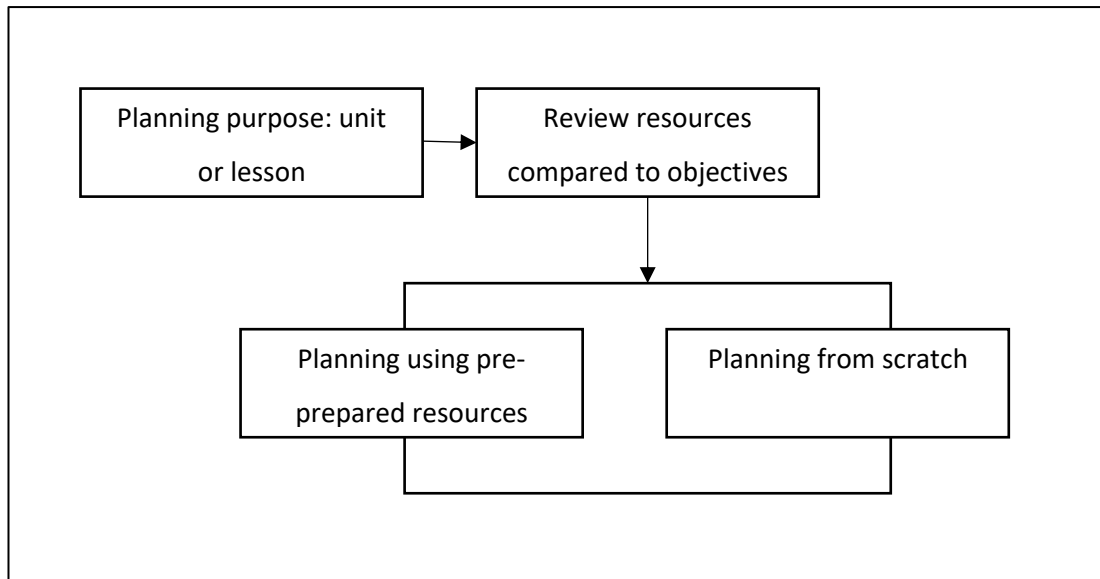 Planning purpose: unit
or lesson
Review resources
compared to objectives
Planning using pre-
prepared resources
Planning from scratch